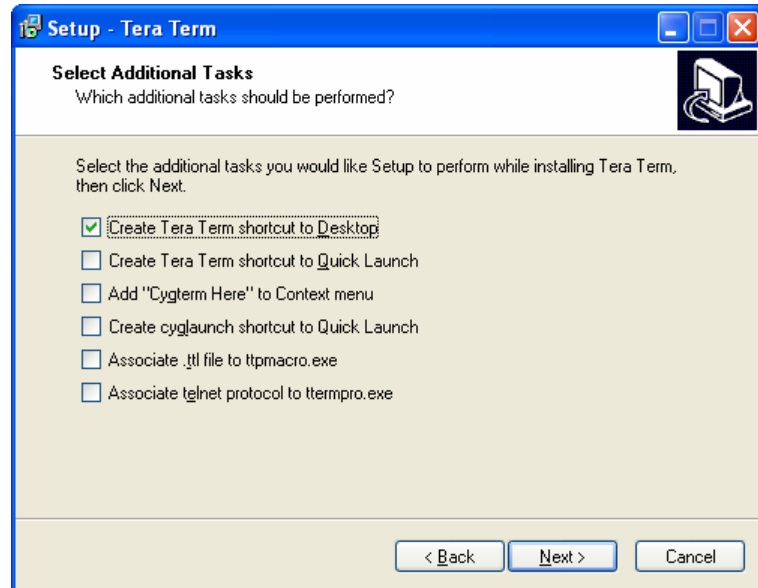 Setup - Tera Term
Select Additional Tasks
Which additional tasks should be performed?
Select the additional tasks you would like Setup to perform while installing Tera Term,
then click Next.
Create Tera Term shortcut to Desktop
Create Tera Term shortcut to Quick Launch
Add "Cygterm Here" to Context menu
Create cyglaunch shortcut to Quick Launch
Associate .ttl file to ttpmacro.exe
Associate telnet protocol to ttermpro.exe
< Back Next > Cancel